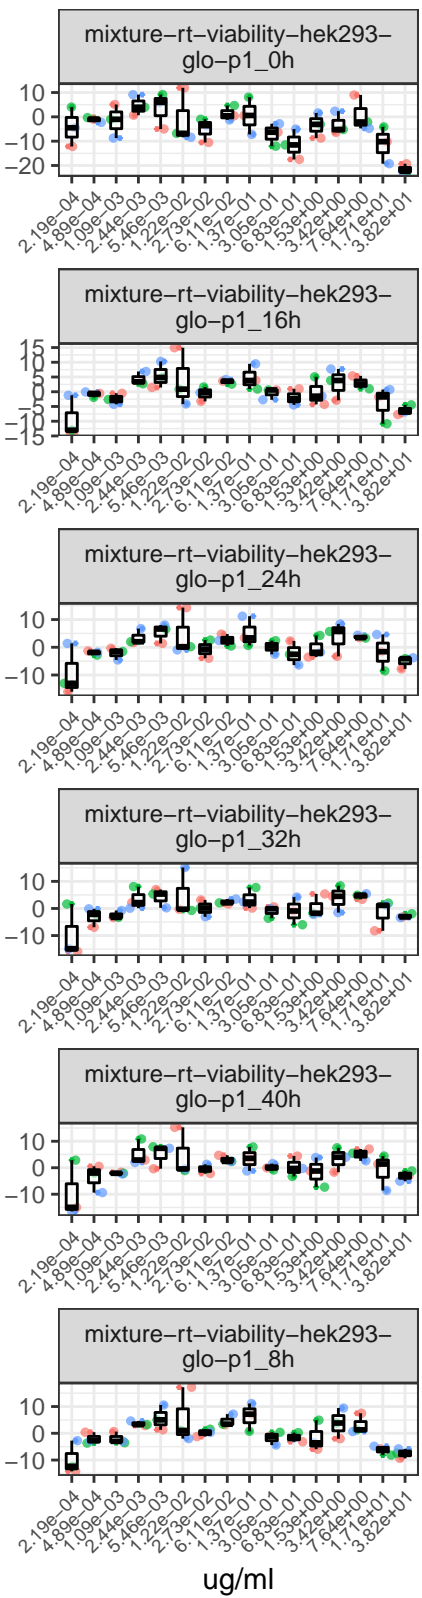 mixture−rt−viability−hek293−
glo−p1_0h
10
0
−10
−20
2.19e−04
4.89e−04
1.09e−03
2.44e−03
5.46e−03
1.22e−02
2.73e−02
6.11e−02
1.37e−01
3.05e−01
6.83e−01
1.53e+00
3.42e+00
7.64e+00
1.71e+01
3.82e+01
mixture−rt−viability−hek293−
glo−p1_16h
15
10
5
0
−5
−10
−15
2.19e−04
4.89e−04
1.09e−03
2.44e−03
5.46e−03
1.22e−02
2.73e−02
6.11e−02
1.37e−01
3.05e−01
6.83e−01
1.53e+00
3.42e+00
7.64e+00
1.71e+01
3.82e+01
mixture−rt−viability−hek293−
glo−p1_24h
10
0
−10
2.19e−04
4.89e−04
1.09e−03
2.44e−03
5.46e−03
1.22e−02
2.73e−02
6.11e−02
1.37e−01
3.05e−01
6.83e−01
1.53e+00
3.42e+00
7.64e+00
1.71e+01
3.82e+01
mixture−rt−viability−hek293−
glo−p1_32h
10
0
−10
2.19e−04
4.89e−04
1.09e−03
2.44e−03
5.46e−03
1.22e−02
2.73e−02
6.11e−02
1.37e−01
3.05e−01
6.83e−01
1.53e+00
3.42e+00
7.64e+00
1.71e+01
3.82e+01
mixture−rt−viability−hek293−
glo−p1_40h
10
0
−10
2.19e−04
4.89e−04
1.09e−03
2.44e−03
5.46e−03
1.22e−02
2.73e−02
6.11e−02
1.37e−01
3.05e−01
6.83e−01
1.53e+00
3.42e+00
7.64e+00
1.71e+01
3.82e+01
mixture−rt−viability−hek293−
glo−p1_8h
10
0
−10
2.19e−04
4.89e−04
1.09e−03
2.44e−03
5.46e−03
1.22e−02
2.73e−02
6.11e−02
1.37e−01
3.05e−01
6.83e−01
1.53e+00
3.42e+00
7.64e+00
1.71e+01
3.82e+01
ug/ml